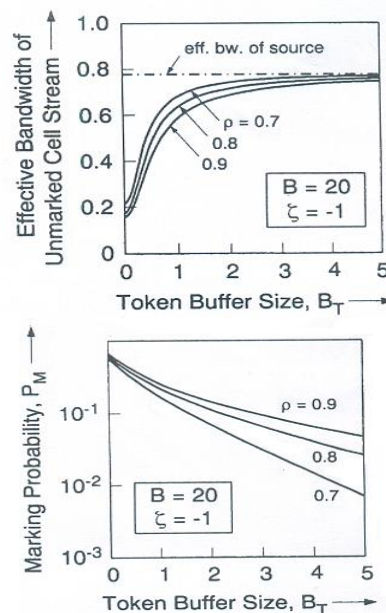 Effective Bandwidth of
Unmarked Cell Stream
1.0
0.8
0.6
0.4
0.2
0
eff. bw. of source
ρ = 0.7
0.8
0.9
B = 20
ζ = -1
0 1 2 3 4 5
Token Buffer Size, B_T
Marking Probability, P_M
10^-1
10^-2
10^-3
ρ = 0.9
0.8
0.7
B = 20
ζ = -1
0 1 2 3 4 5
Token Buffer Size, B_T